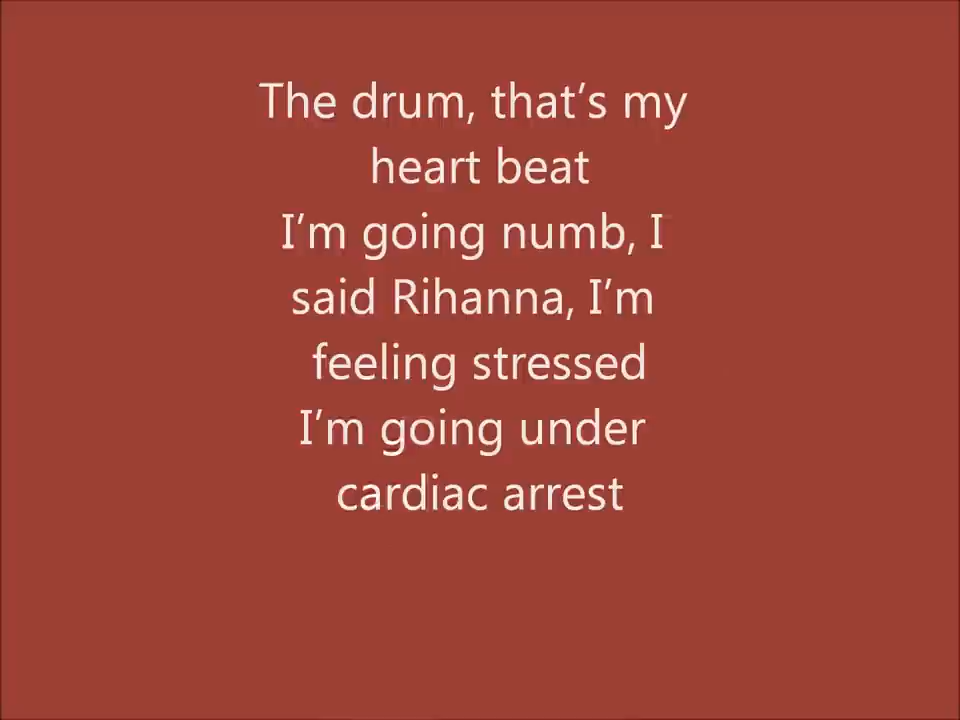 The drum, that’s my
heart beat
I’m going numb, I
said Rihanna, I’m
feeling stressed
I’m going under
cardiac arrest